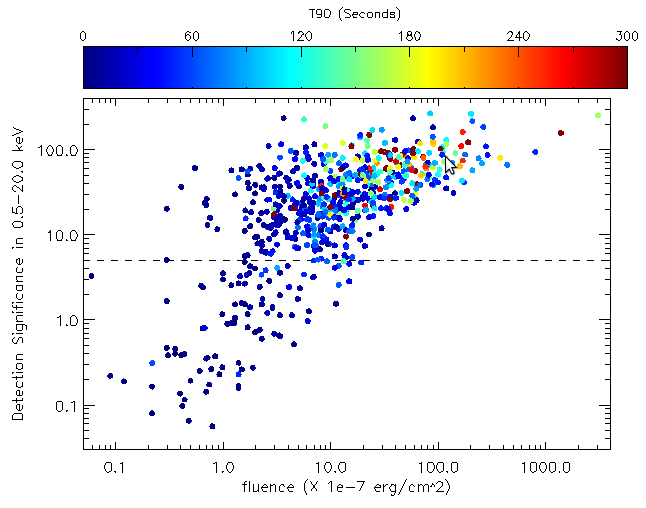 T90 (Seconds)
0 60 120 180 240 300
Detection Significance in 0.5-20.0 keV
100.0
10.0
1.0
0.1
0.1 1.0 10.0 100.0 1000.0
fluence (X 1e-7 erg/cm^2)